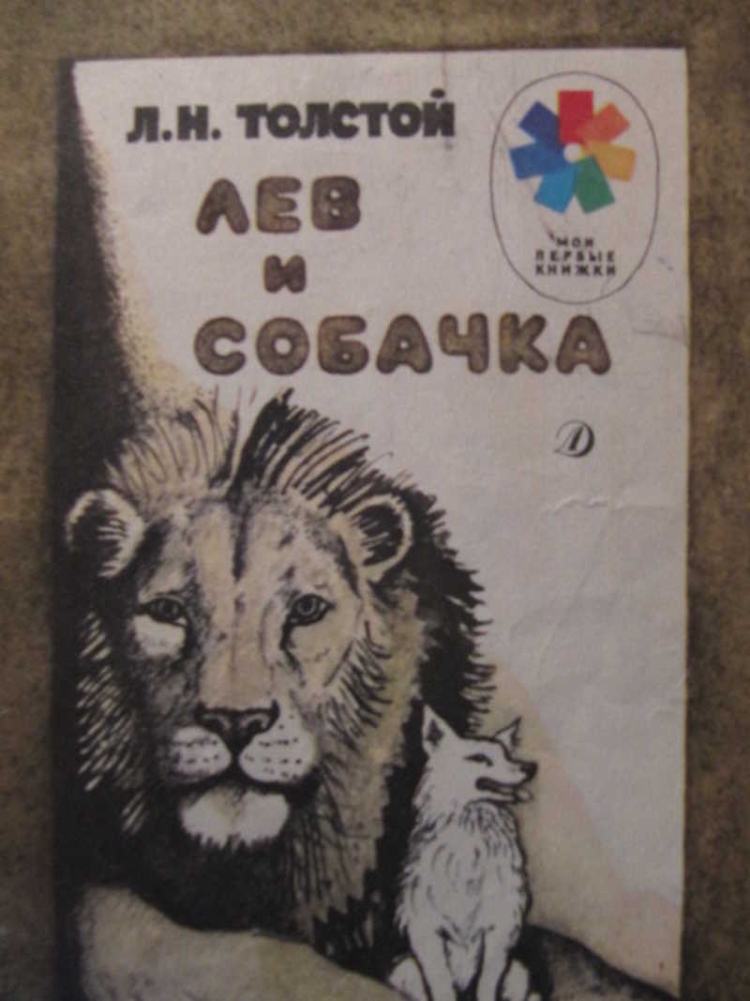 Л.Н. ТОЛСТОЙ
ЛЕВ
И
СОБАЧКА
МОИ
ПЕРВЫЕ
КНИЖКИ
Д